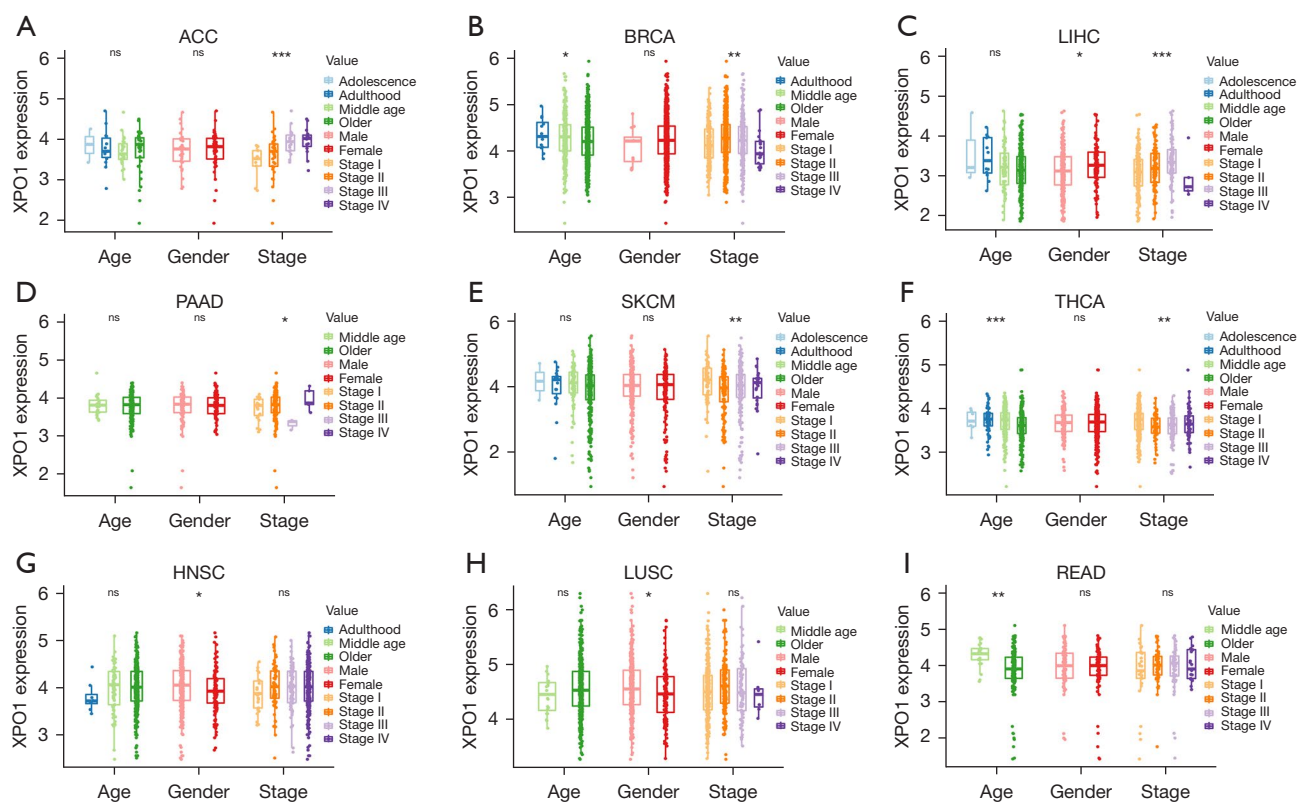 A
ACC
XPO1 expression
6
5
4
3
2
ns
ns
***
Age
Gender
Stage
Value
Adolescence
Adulthood
Middle age
Older
Male
Female
Stage I
Stage II
Stage III
Stage IV
B
BRCA
XPO1 expression
6
5
4
3
*
ns
**
Age
Gender
Stage
Value
Adulthood
Middle age
Older
Male
Female
Stage I
Stage II
Stage III
Stage IV
C
LIHC
XPO1 expression
6
5
4
3
2
ns
*
***
Age
Gender
Stage
Value
Adolescence
Adulthood
Middle age
Older
Male
Female
Stage I
Stage II
Stage III
Stage IV
D
PAAD
XPO1 expression
6
5
4
3
2
ns
ns
*
Age
Gender
Stage
Value
Middle age
Older
Male
Female
Stage I
Stage II
Stage III
Stage IV
E
SKCM
XPO1 expression
6
4
2
ns
ns
**
Age
Gender
Stage
Value
Adolescence
Adulthood
Middle age
Older
Male
Female
Stage I
Stage II
Stage III
Stage IV
F
THCA
XPO1 expression
6
5
4
3
***
ns
**
Age
Gender
Stage
Value
Adolescence
Adulthood
Middle age
Older
Male
Female
Stage I
Stage II
Stage III
Stage IV
G
HNSC
XPO1 expression
6
5
4
3
ns
*
ns
Age
Gender
Stage
Value
Adulthood
Middle age
Older
Male
Female
Stage I
Stage II
Stage III
Stage IV
H
LUSC
XPO1 expression
6
5
4
ns
*
ns
Age
Gender
Stage
Value
Middle age
Older
Male
Female
Stage I
Stage II
Stage III
Stage IV
I
READ
XPO1 expression
6
5
4
3
2
**
ns
ns
Age
Gender
Stage
Value
Middle age
Older
Male
Female
Stage I
Stage II
Stage III
Stage IV